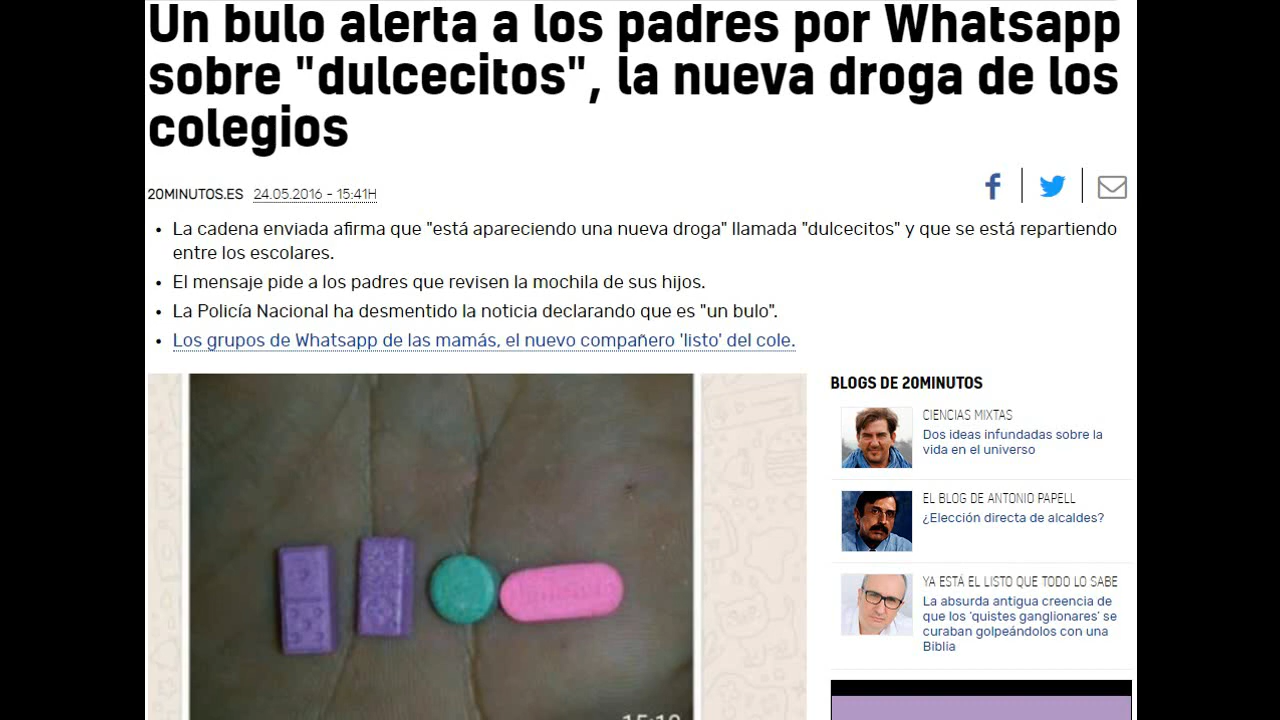 Un bulo alerta a los padres por Whatsapp
sobre "dulcecitos", la nueva droga de los
colegios
20MINUTOS.ES 24.05.2016 - 15:41H
La cadena enviada afirma que "está apareciendo una nueva droga" llamada "dulcecitos" y que se está repartiendo
entre los escolares.
El mensaje pide a los padres que revisen la mochila de sus hijos.
La Policía Nacional ha desmentido la noticia declarando que es "un bulo".
Los grupos de Whatsapp de las mamás, el nuevo compañero 'listo' del cole.
BLOGS DE 20MINUTOS
CIENCIAS MIXTAS
Dos ideas infundadas sobre la
vida en el universo
EL BLOG DE ANTONIO PAPELL
¿Elección directa de alcaldes?
YA ESTÁ EL LISTO QUE TODO LO SABE
La absurda antigua creencia de
que los 'quistes ganglionares' se
curaban golpeándolos con una
Biblia